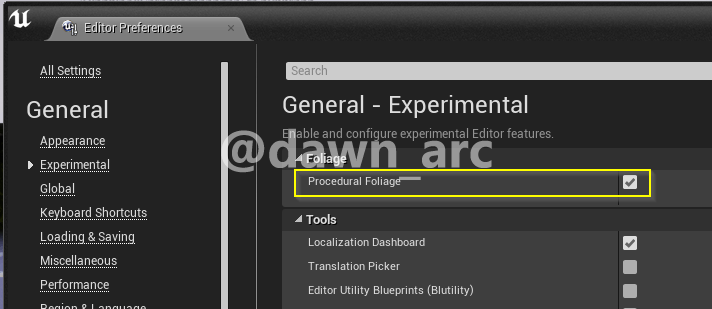 Editor Preferences
All Settings
Search
General
General - Experimental
Enable and configure experimental Editor features.
Appearance
Experimental
Global
Keyboard Shortcuts
Loading & Saving
Miscellaneous
Performance
Region & Language
Foliage
Procedural Foliage
Tools
Localization Dashboard
Translation Picker
Editor Utility Blueprints (Blutility)
@dawn_arc